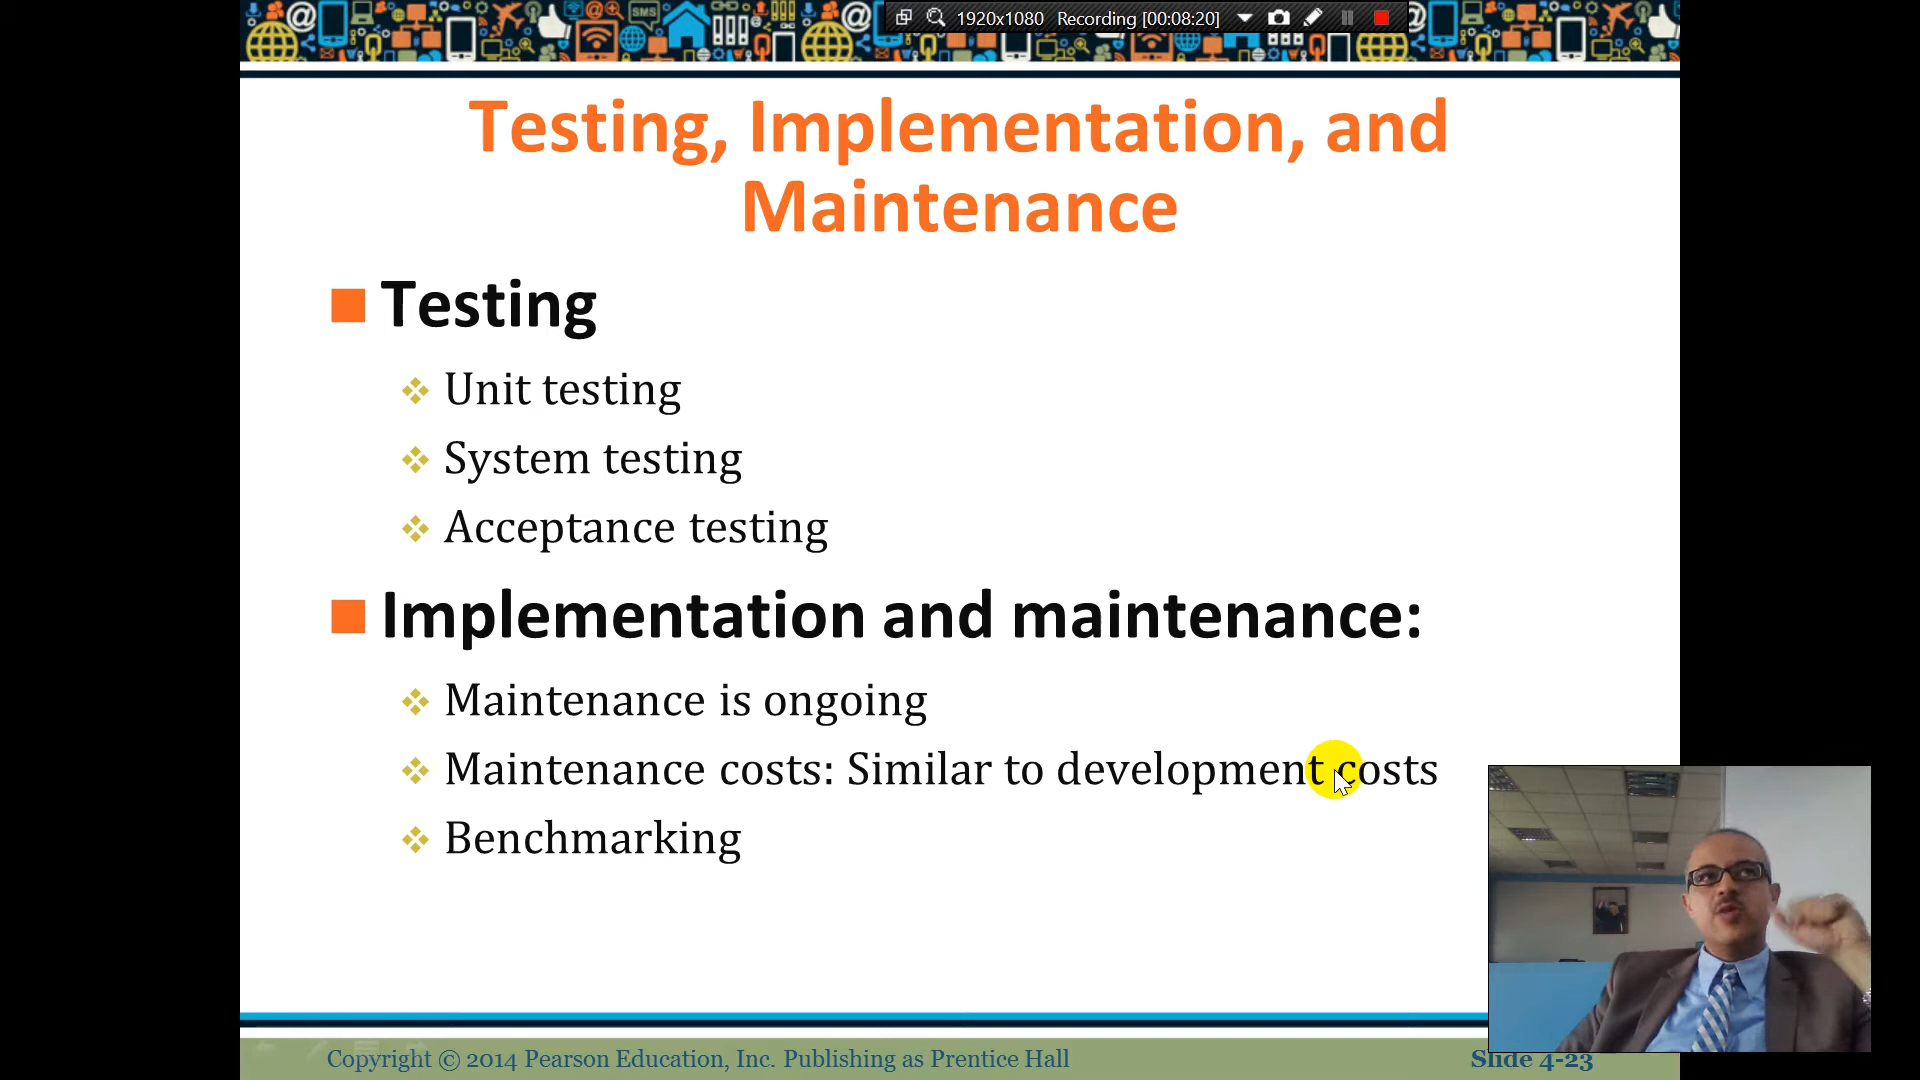 1920x1080 Recording [00:08:20]
SMS
Testing, Implementation, and
Maintenance
Testing
Unit testing
System testing
Acceptance testing
Implementation and maintenance:
Maintenance is ongoing
Maintenance costs: Similar to development costs
Benchmarking
Copyright © 2014 Pearson Education, Inc. Publishing as Prentice Hall
Slide 4-23